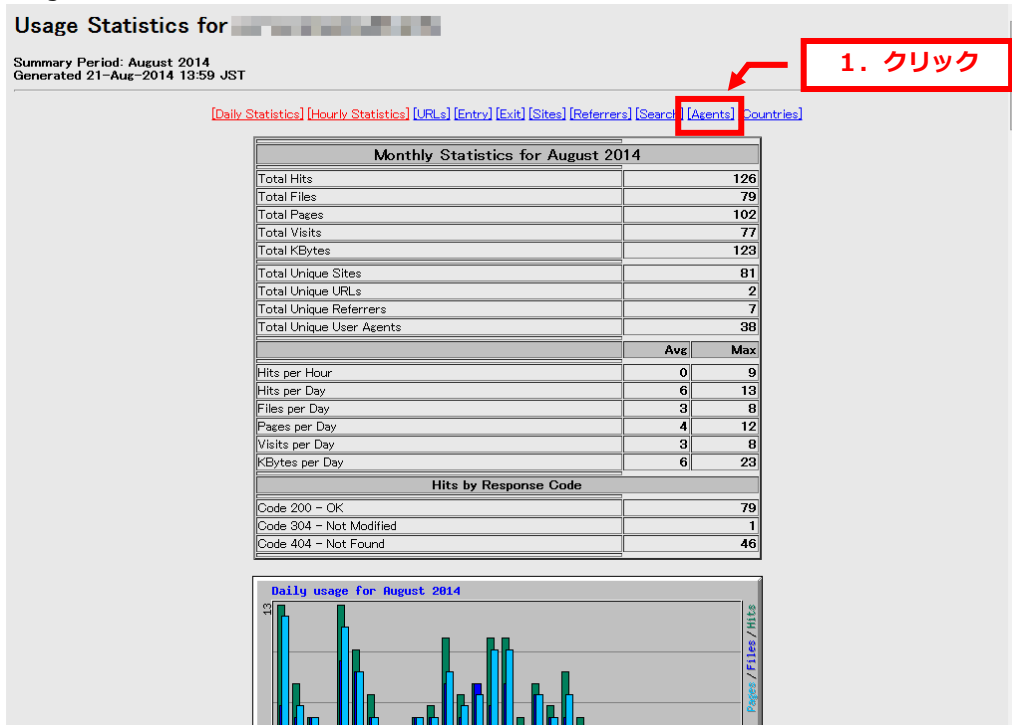 Usage Statistics for
Summary Period: August 2014
Generated 21-Aug-2014 13:59 JST
1. クリック
[Daily Statistics] [Hourly Statistics] [URLs] [Entry] [Exit] [Sites] [Referrers] [Search] [Agents] [Countries]
Monthly Statistics for August 2014
Total Hits 126
Total Files 79
Total Pages 102
Total Visits 77
Total KBytes 123
Total Unique Sites 81
Total Unique URLs 2
Total Unique Referrers 7
Total Unique User Agents 38
Avg Max
Hits per Hour 0 9
Hits per Day 6 13
Files per Day 3 8
Pages per Day 4 12
Visits per Day 3 8
KBytes per Day 6 23
Hits by Response Code
Code 200 - OK 79
Code 304 - Not Modified 1
Code 404 - Not Found 46
Daily usage for August 2014
13
Pages / Files / Hits